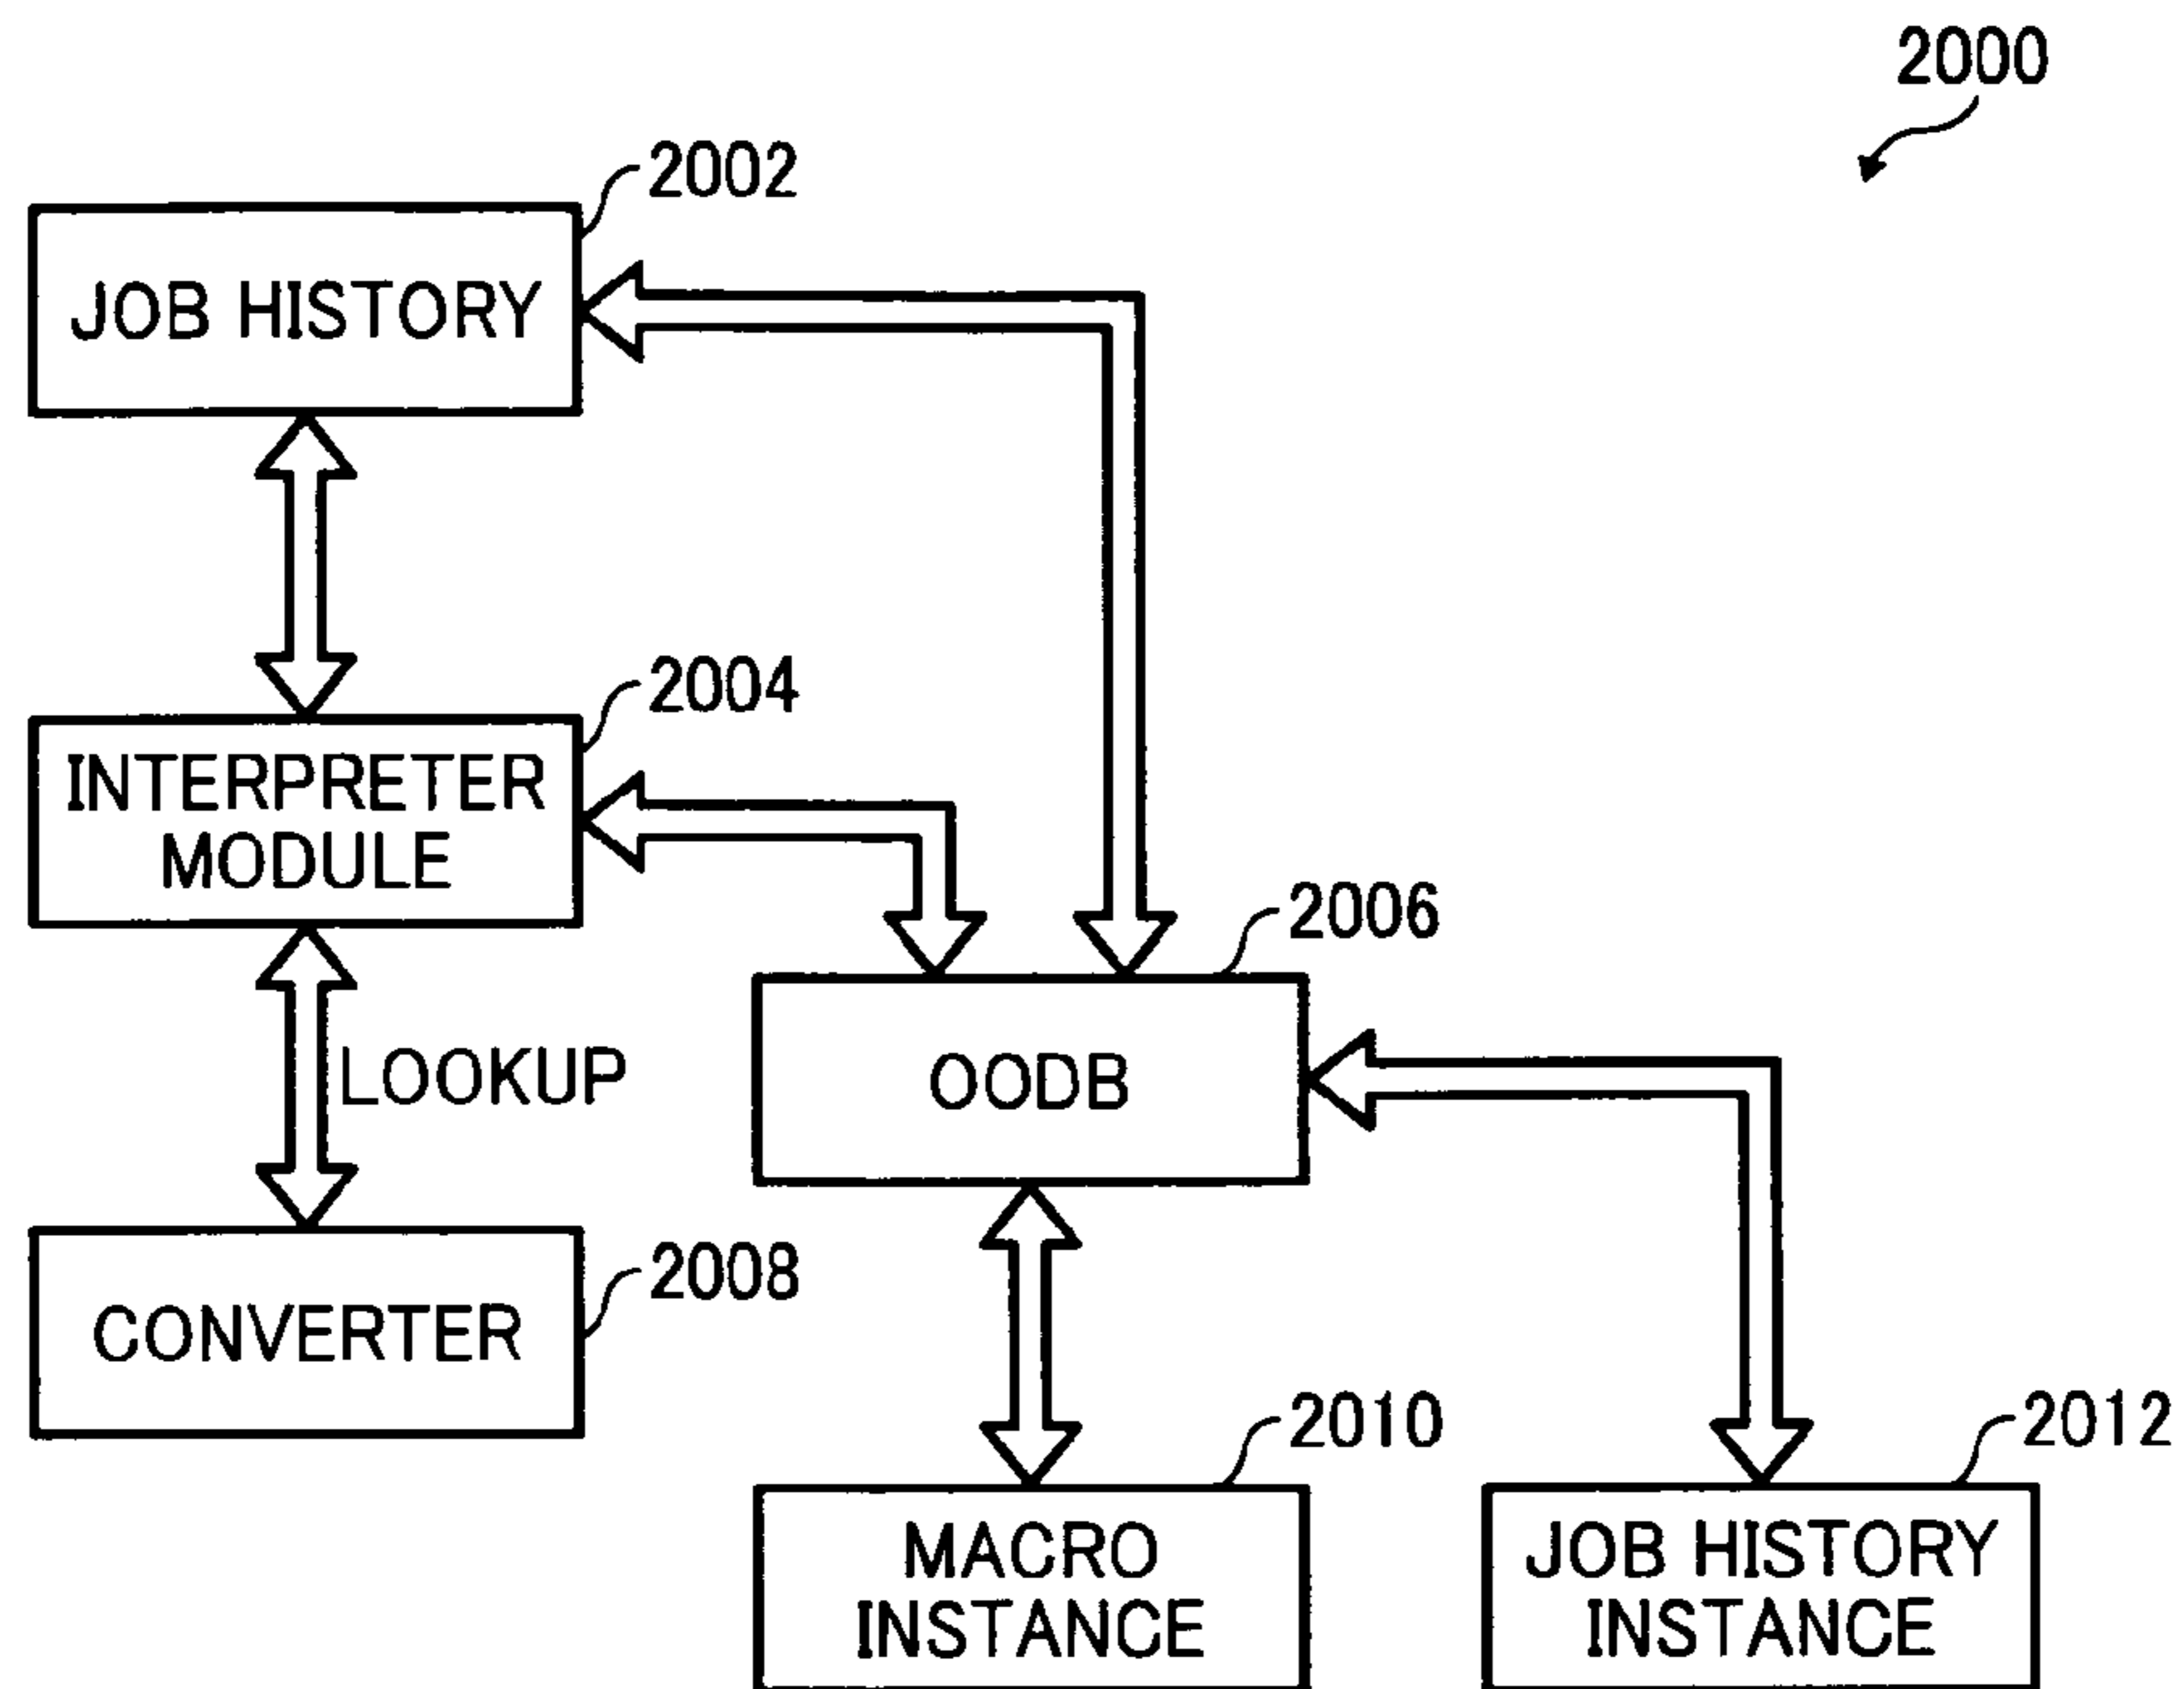 2000
2002
JOB HISTORY
2004
INTERPRETER
MODULE
2006
LOOKUP
OODB
2008
CONVERTER
2010
2012
MACRO
INSTANCE
JOB HISTORY
INSTANCE